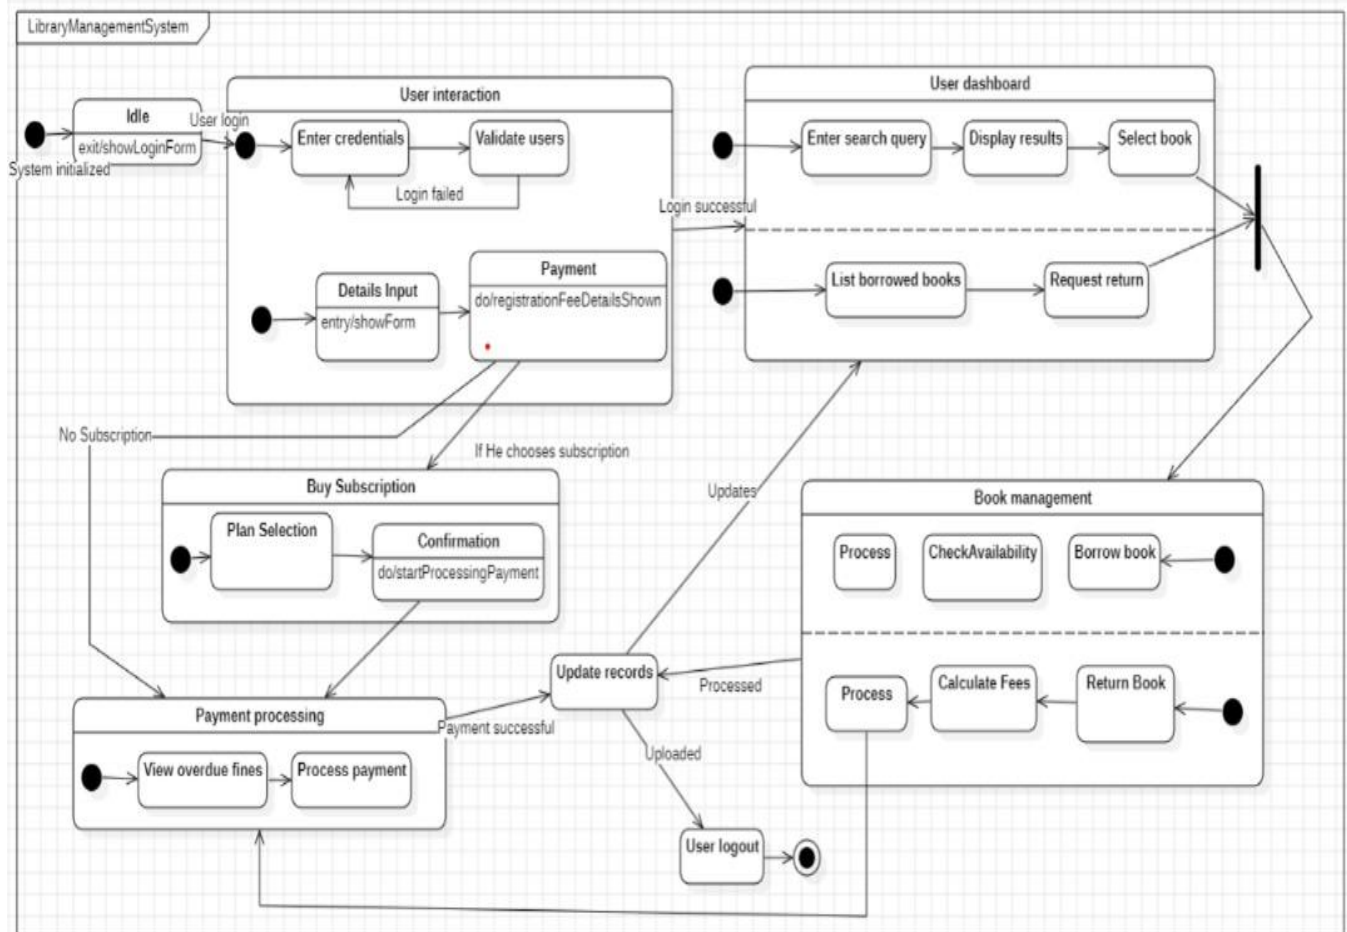 LibraryManagementSystem
Idle
exit/showLoginForm
System initialized
User login
User interaction
Enter credentials
Validate users
Login failed
Details Input
entry/showForm
Payment
do/registrationFeeDetailsShown
Login successful
User dashboard
Enter search query
Display results
Select book
List borrowed books
Request return
No Subscription
If He chooses subscription
Buy Subscription
Plan Selection
Confirmation
do/startProcessingPayment
Updates
Book management
Process
CheckAvailability
Borrow book
Process
Calculate Fees
Return Book
Update records
Processed
Payment processing
View overdue fines
Process payment
Payment successful
Uploaded
User logout